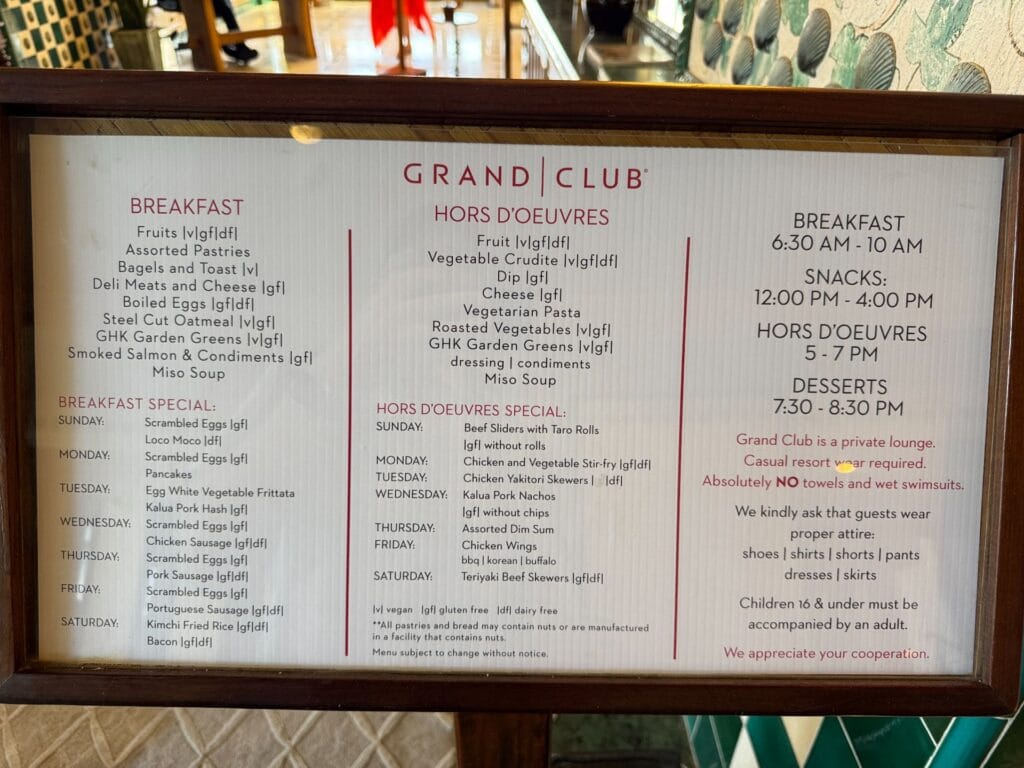 GRAND | CLUB®
BREAKFAST
Fruits |v|gf|df|
Assorted Pastries
Bagels and Toast |v|
Deli Meats and Cheese |gf|
Boiled Eggs |gf|df|
Steel Cut Oatmeal |v|gf|
GHK Garden Greens |v|gf|
Smoked Salmon & Condiments |gf|
Miso Soup
BREAKFAST SPECIAL:
SUNDAY: Scrambled Eggs |gf|
Loco Moco |df|
MONDAY: Scrambled Eggs |gf|
Pancakes
TUESDAY: Egg White Vegetable Frittata
Kalua Pork Hash |gf|
WEDNESDAY: Scrambled Eggs |gf|
Chicken Sausage |gf|df|
THURSDAY: Scrambled Eggs |gf|
Pork Sausage |gf|df|
FRIDAY: Scrambled Eggs |gf|
Portuguese Sausage |gf|df|
SATURDAY: Kimchi Fried Rice |gf|df|
Bacon |gf|df|
HORS D'OEUVRES
Fruit |v|gf|df|
Vegetable Crudite |v|gf|df|
Dip |gf|
Cheese |gf|
Vegetarian Pasta
Roasted Vegetables |v|gf|
GHK Garden Greens |v|gf|
dressing | condiments
Miso Soup
HORS D'OEUVRES SPECIAL:
SUNDAY: Beef Sliders with Taro Rolls
|gf| without rolls
MONDAY: Chicken and Vegetable Stir-fry |gf|df|
TUESDAY: Chicken Yakitori Skewers | |df|
WEDNESDAY: Kalua Pork Nachos
|gf| without chips
THURSDAY: Assorted Dim Sum
FRIDAY: Chicken Wings
bbq | korean | buffalo
SATURDAY: Teriyaki Beef Skewers |gf|df|
|v| vegan |gf| gluten free |df| dairy free
**All pastries and bread may contain nuts or are manufactured
in a facility that contains nuts.
Menu subject to change without notice.
BREAKFAST
6:30 AM - 10 AM
SNACKS:
12:00 PM - 4:00 PM
HORS D'OEUVRES
5 - 7 PM
DESSERTS
7:30 - 8:30 PM
Grand Club is a private lounge.
Casual resort wear required.
Absolutely NO towels and wet swimsuits.
We kindly ask that guests wear
proper attire:
shoes | shirts | shorts | pants
dresses | skirts
Children 16 & under must be
accompanied by an adult.
We appreciate your cooperation.